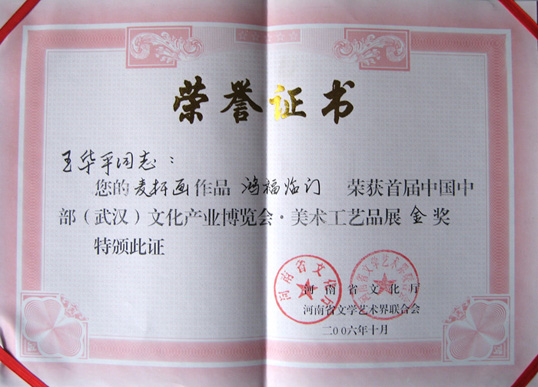 荣誉证书
王华平同志：
您的麦秆画作品 鸿福临门 荣获首届中国中
部（武汉）文化产业博览会·美术工艺品展 金奖
特颁此证
河南省文化厅
河南省文学艺术界联合会
二00六年十月